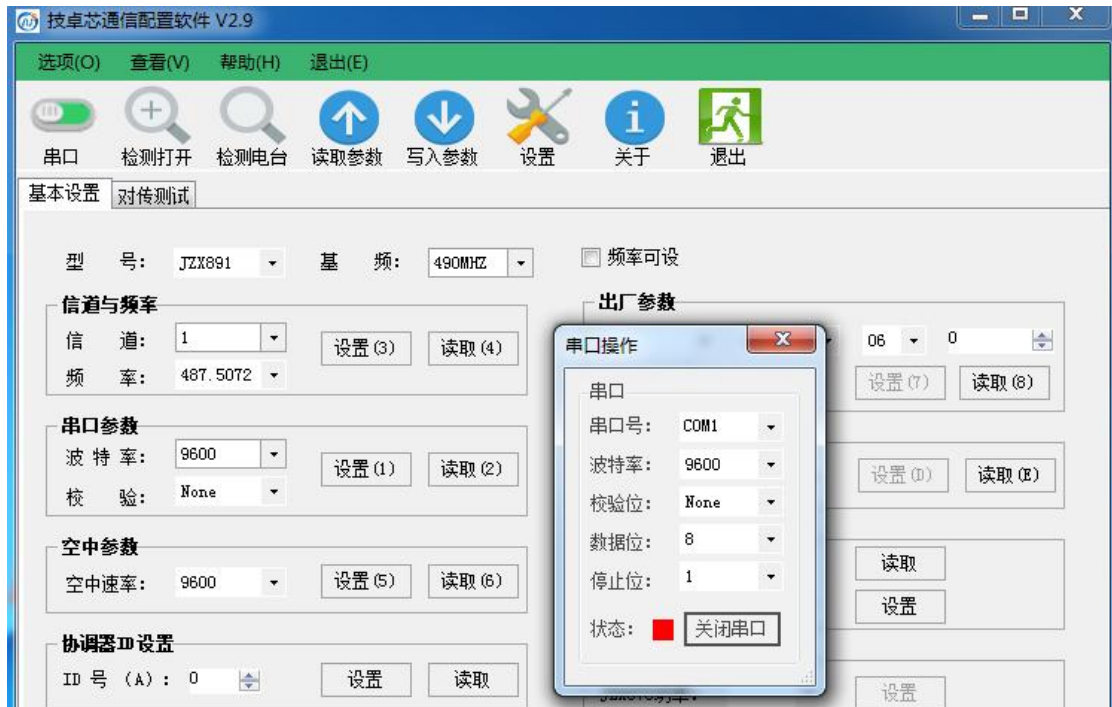 技卓芯通信配置软件 V2.9
选项(O) 查看(V) 帮助(H) 退出(E)
串口 检测打开 检测电台 读取参数 写入参数 设置 关于 退出
基本设置 对传测试
型 号: JZX891 基 频: 490MHZ 频率可设
信道与频率
信 道: 1 设置(3) 读取(4)
频 率: 487.5072
串口参数
波 特 率: 9600 设置(1) 读取(2)
校 验: None
空中参数
空中速率: 9600 设置(5) 读取(6)
协调器ID设置
ID 号 (A): 0 设置 读取
出厂参数
06 0
设置(7) 读取(8)
设置(D) 读取(E)
读取
设置
设置
串口操作
串口
串口号: COM1
波特率: 9600
校验位: None
数据位: 8
停止位: 1
状态: 关闭串口